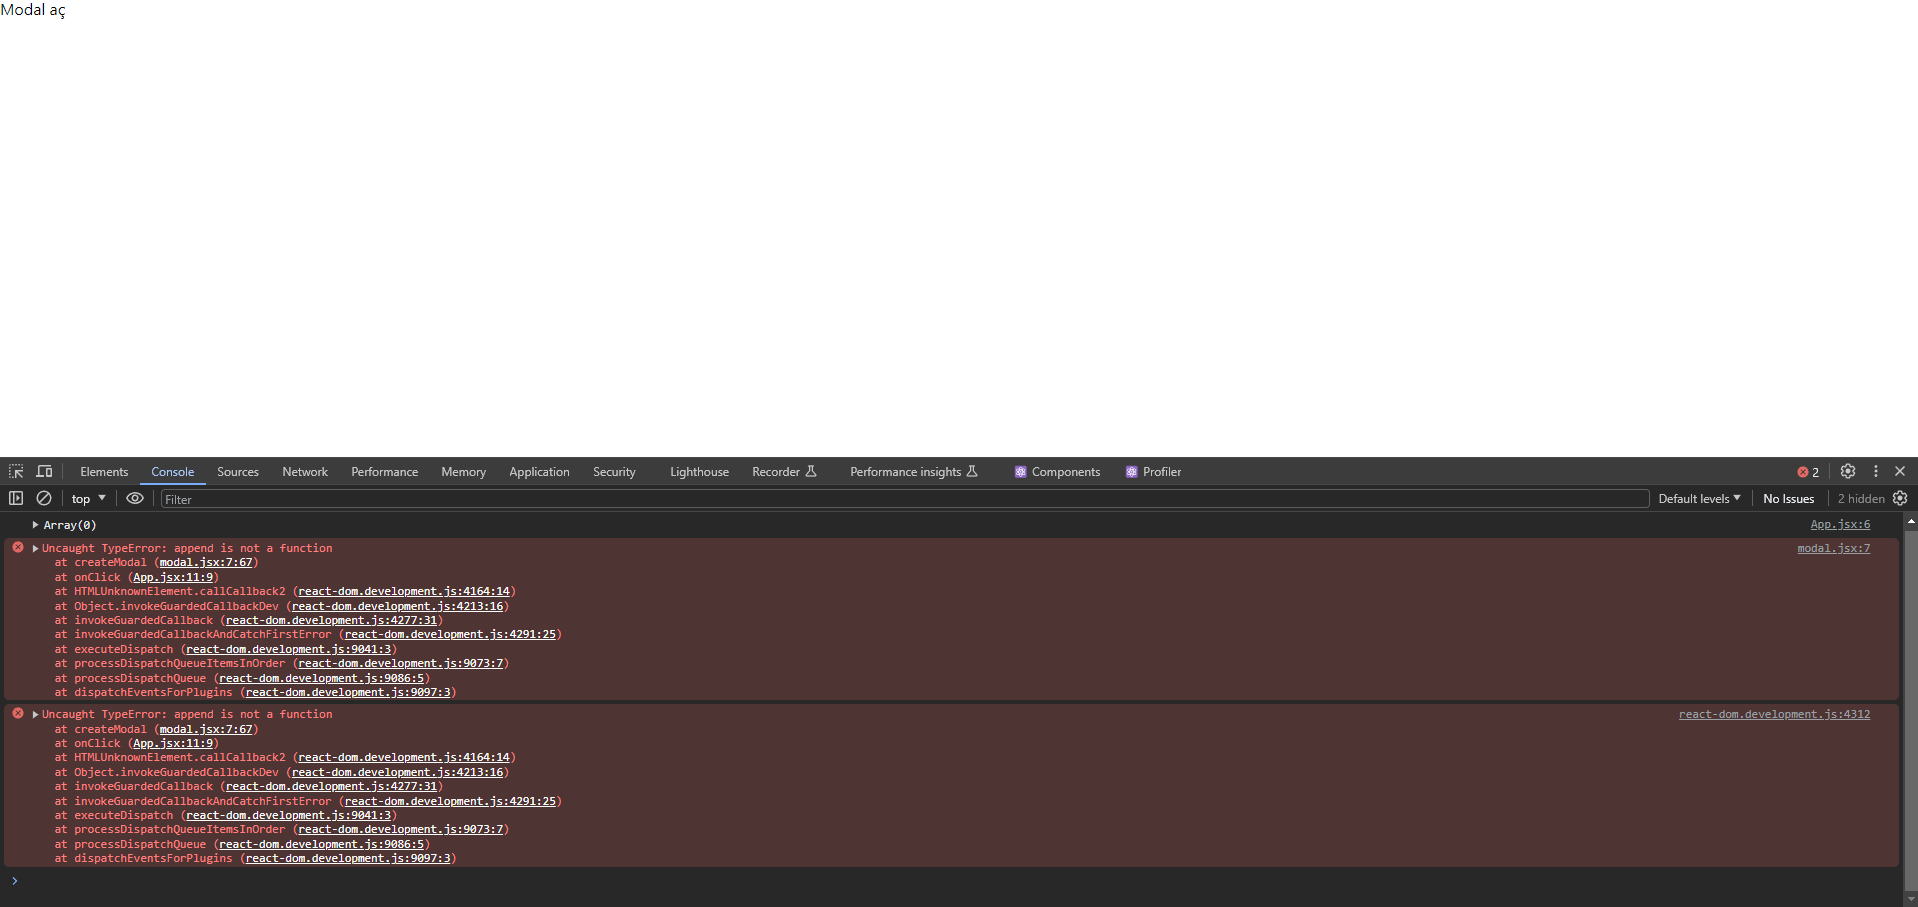 Modal aç
Elements Console Sources Network Performance Memory Application Security Lighthouse Recorder Performance insights Components Profiler 2
top Filter Default levels No Issues 2 hidden
Array(0) App.jsx:6
Uncaught TypeError: append is not a function modal.jsx:7
at createModal (modal.jsx:7:67)
at onClick (App.jsx:11:9)
at HTMLUnknownElement.callCallback2 (react-dom.development.js:4164:14)
at Object.invokeGuardedCallbackDev (react-dom.development.js:4213:16)
at invokeGuardedCallback (react-dom.development.js:4277:31)
at invokeGuardedCallbackAndCatchFirstError (react-dom.development.js:4291:25)
at executeDispatch (react-dom.development.js:9041:3)
at processDispatchQueueItemsInOrder (react-dom.development.js:9073:7)
at processDispatchQueue (react-dom.development.js:9086:5)
at dispatchEventsForPlugins (react-dom.development.js:9097:3)
Uncaught TypeError: append is not a function react-dom.development.js:4312
at createModal (modal.jsx:7:67)
at onClick (App.jsx:11:9)
at HTMLUnknownElement.callCallback2 (react-dom.development.js:4164:14)
at Object.invokeGuardedCallbackDev (react-dom.development.js:4213:16)
at invokeGuardedCallback (react-dom.development.js:4277:31)
at invokeGuardedCallbackAndCatchFirstError (react-dom.development.js:4291:25)
at executeDispatch (react-dom.development.js:9041:3)
at processDispatchQueueItemsInOrder (react-dom.development.js:9073:7)
at processDispatchQueue (react-dom.development.js:9086:5)
at dispatchEventsForPlugins (react-dom.development.js:9097:3)